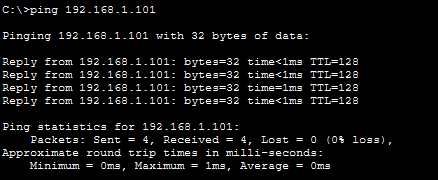 C:\>ping 192.168.1.101
Pinging 192.168.1.101 with 32 bytes of data:
Reply from 192.168.1.101: bytes=32 time<1ms TTL=128
Reply from 192.168.1.101: bytes=32 time<1ms TTL=128
Reply from 192.168.1.101: bytes=32 time=1ms TTL=128
Reply from 192.168.1.101: bytes=32 time<1ms TTL=128
Ping statistics for 192.168.1.101:
Packets: Sent = 4, Received = 4, Lost = 0 (0% loss),
Approximate round trip times in milli-seconds:
Minimum = 0ms, Maximum = 1ms, Average = 0ms